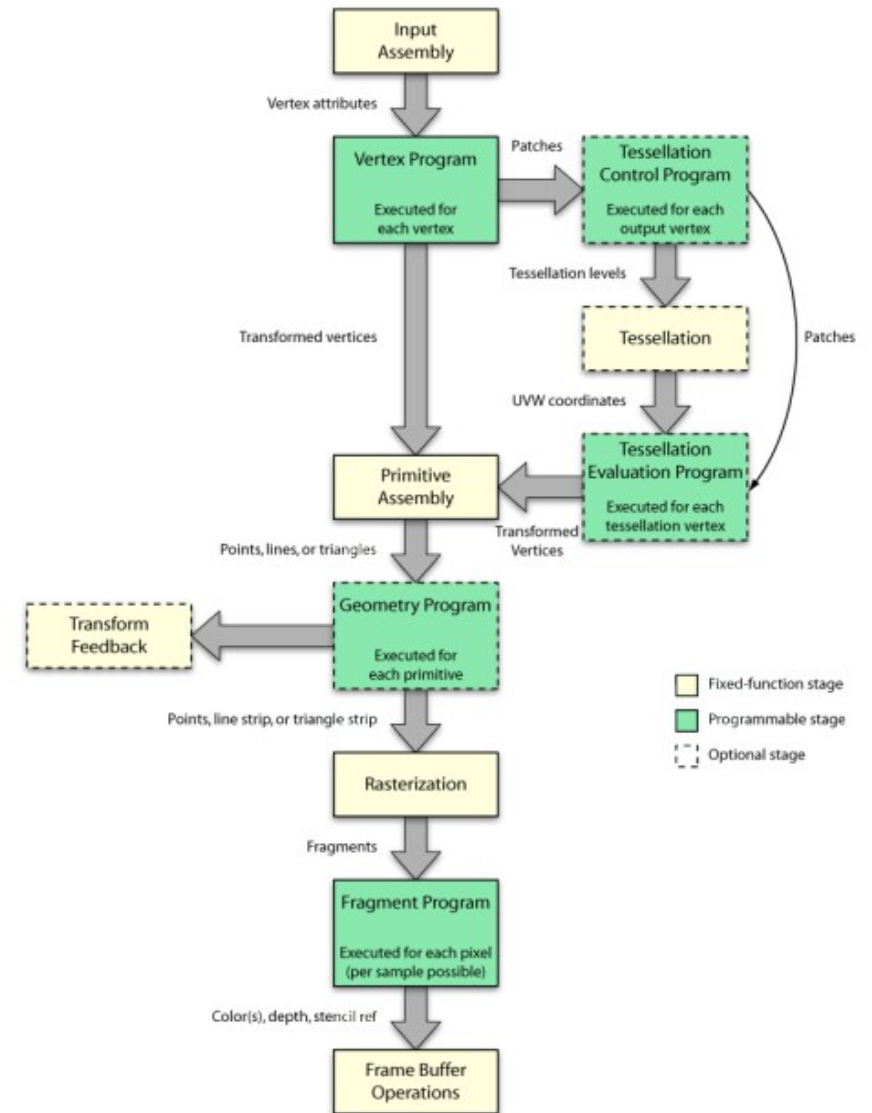 Input
Assembly
Vertex attributes
Patches
Vertex Program
Executed for
each vertex
Tessellation
Control Program
Executed for each
output vertex
Tessellation levels
Transformed vertices
Tessellation
Patches
UVW coordinates
Tessellation
Evaluation Program
Executed for each
tessellation vertex
Primitive
Assembly
Transformed
Vertices
Points, lines, or triangles
Geometry Program
Executed for
each primitive
Transform
Feedback
Fixed-function stage
Programmable stage
Optional stage
Points, line strip, or triangle strip
Rasterization
Fragments
Fragment Program
Executed for each pixel
(per sample possible)
Color(s), depth, stencil ref
Frame Buffer
Operations